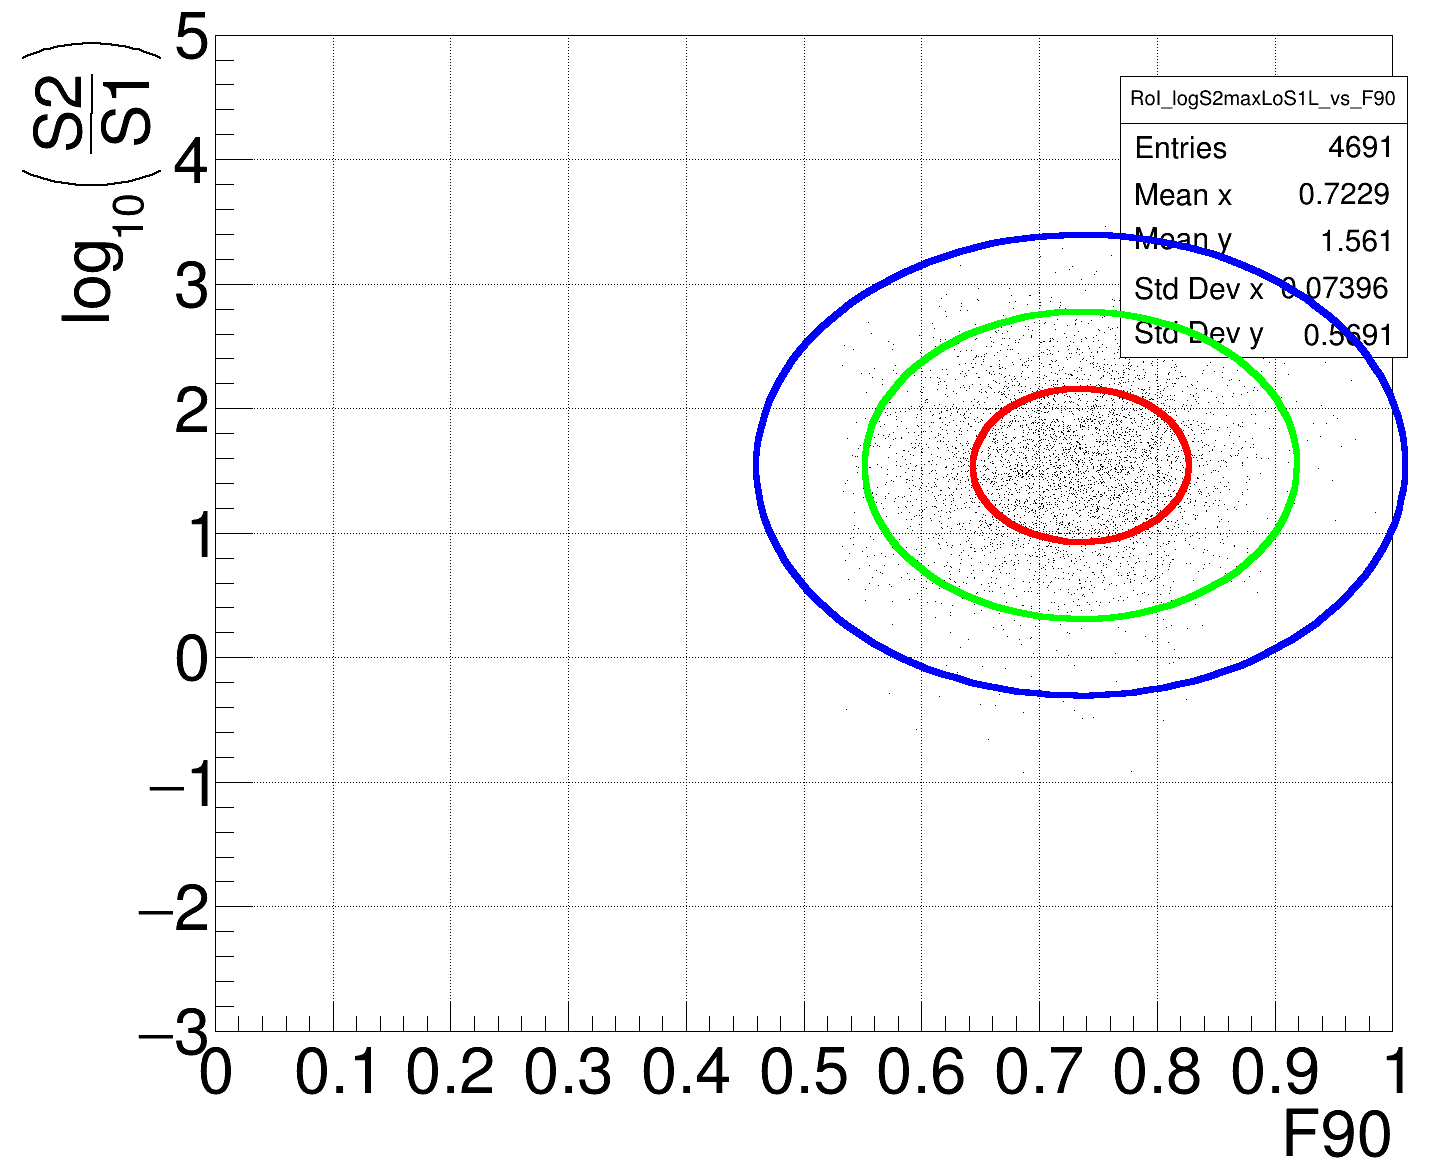 log10 (S2/S1)
5
4
3
2
1
0
−1
−2
−3
RoI_logS2maxLoS1L_vs_F90
Entries 4691
Mean x 0.7229
Mean y 1.561
Std Dev x 0.07396
Std Dev y 0.5691
0 0.1 0.2 0.3 0.4 0.5 0.6 0.7 0.8 0.9 1
F90